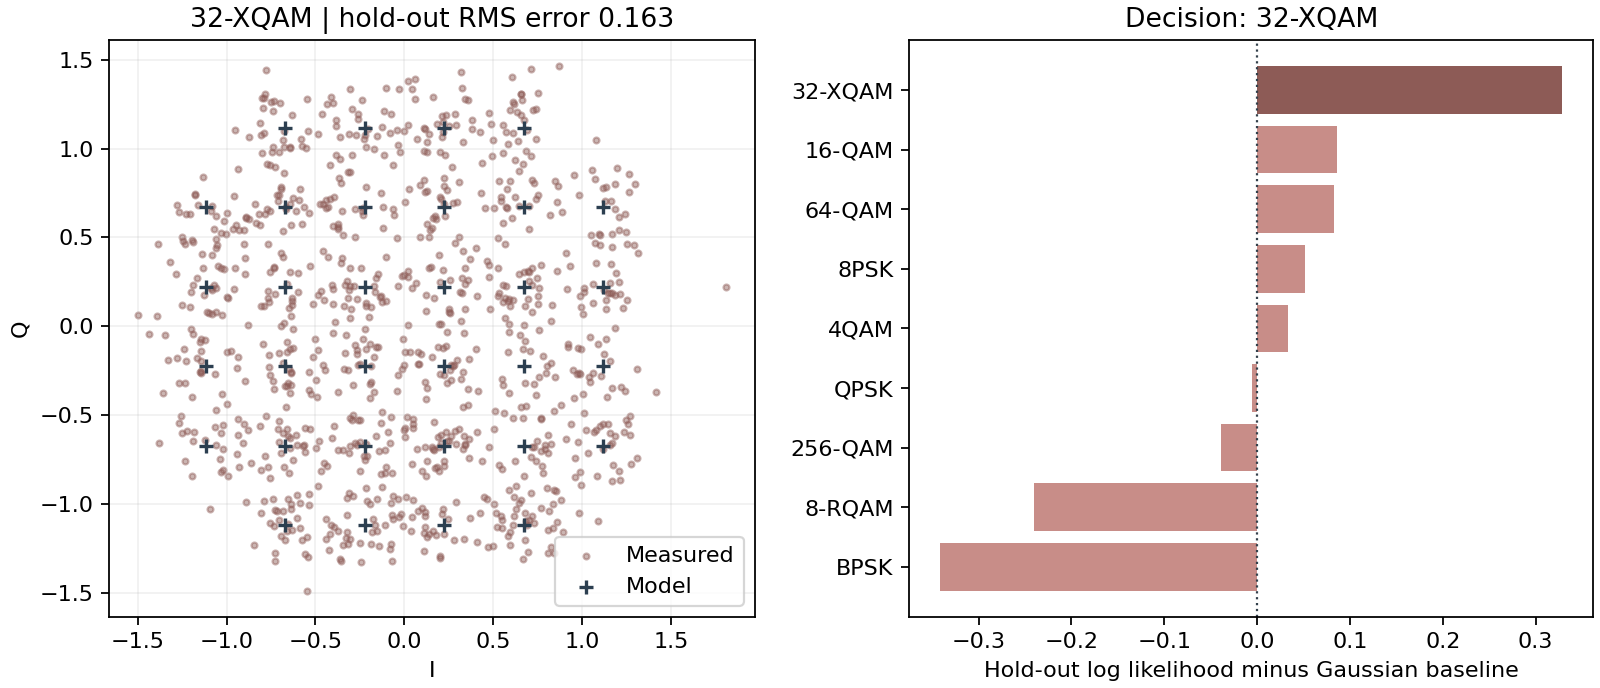 32-XQAM | hold-out RMS error 0.163
1.5
1.0
0.5
0.0
−0.5
−1.0
−1.5
Q
−1.5
−1.0
−0.5
0.0
0.5
1.0
1.5
I
Measured
Model
Decision: 32-XQAM
32-XQAM
16-QAM
64-QAM
8PSK
4QAM
QPSK
256-QAM
8-RQAM
BPSK
−0.3
−0.2
−0.1
0.0
0.1
0.2
0.3
Hold-out log likelihood minus Gaussian baseline